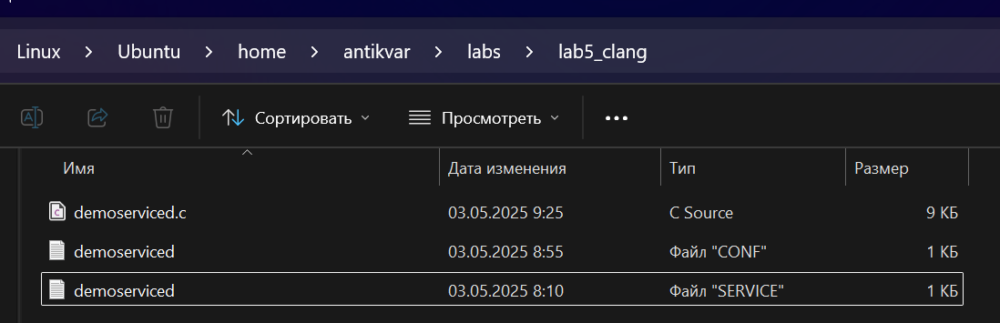 Linux > Ubuntu > home > antikvar > labs > lab5_clang
Сортировать Просмотреть
Имя Дата изменения Тип Размер
demoserviced.c 03.05.2025 9:25 C Source 9 КБ
demoserviced 03.05.2025 8:55 Файл "CONF" 1 КБ
demoserviced 03.05.2025 8:10 Файл "SERVICE" 1 КБ